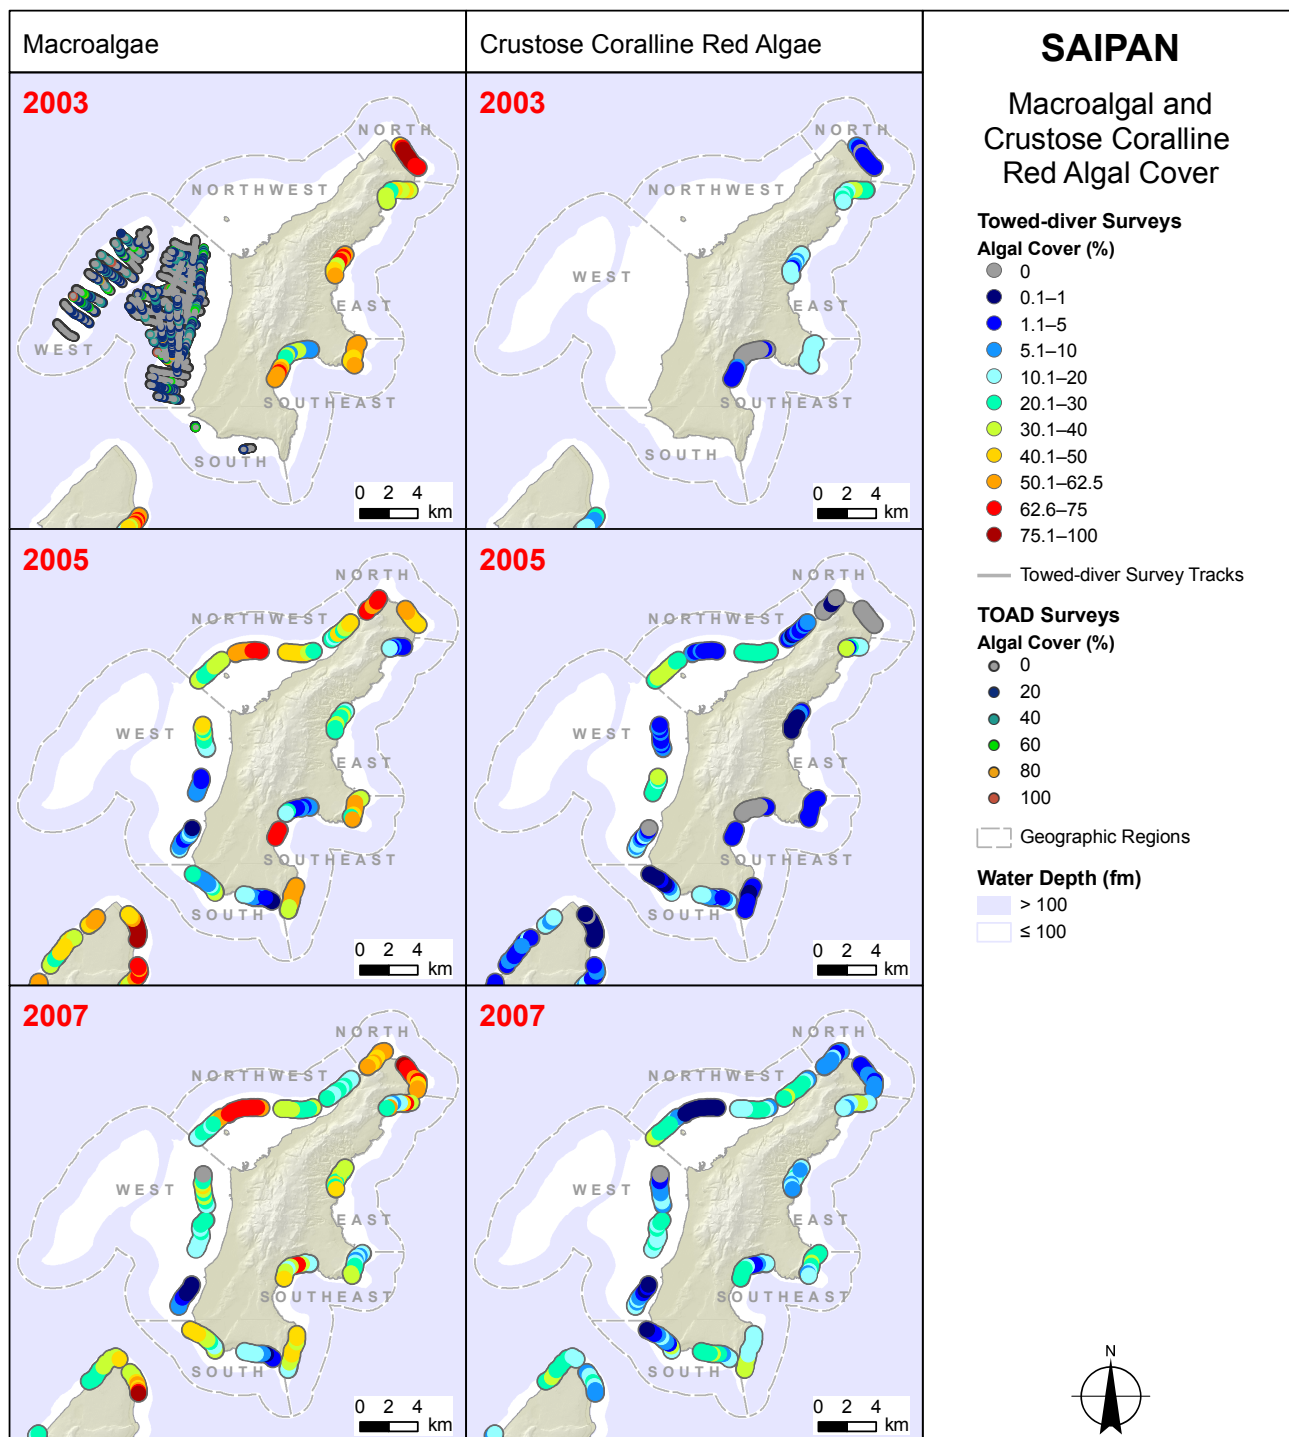 Macroalgae
Crustose Coralline Red Algae
2003
NORTH
NORTHWEST
WEST
EAST
SOUTHEAST
SOUTH
0 2 4
km
2003
NORTH
NORTHWEST
WEST
EAST
SOUTHEAST
SOUTH
0 2 4
km
2005
NORTH
NORTHWEST
WEST
EAST
SOUTHEAST
SOUTH
0 2 4
km
2005
NORTH
NORTHWEST
WEST
EAST
SOUTHEAST
SOUTH
0 2 4
km
2007
NORTH
NORTHWEST
WEST
EAST
SOUTHEAST
SOUTH
0 2 4
km
2007
NORTH
NORTHWEST
WEST
EAST
SOUTHEAST
SOUTH
0 2 4
km
SAIPAN
Macroalgal and
Crustose Coralline
Red Algal Cover
Towed-diver Surveys
Algal Cover (%)
0
0.1–1
1.1–5
5.1–10
10.1–20
20.1–30
30.1–40
40.1–50
50.1–62.5
62.6–75
75.1–100
Towed-diver Survey Tracks
TOAD Surveys
Algal Cover (%)
0
20
40
60
80
100
Geographic Regions
Water Depth (fm)
> 100
≤ 100
N